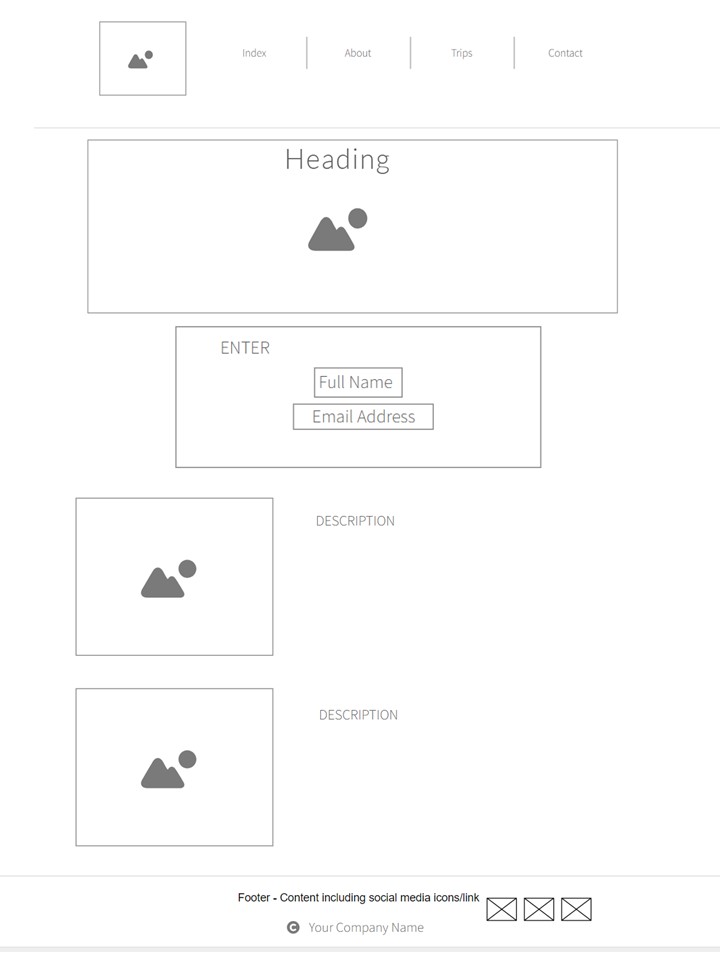 Index
About
Trips
Contact
Heading
ENTER
Full Name
Email Address
DESCRIPTION
DESCRIPTION
Footer - Content including social media icons/link
C Your Company Name